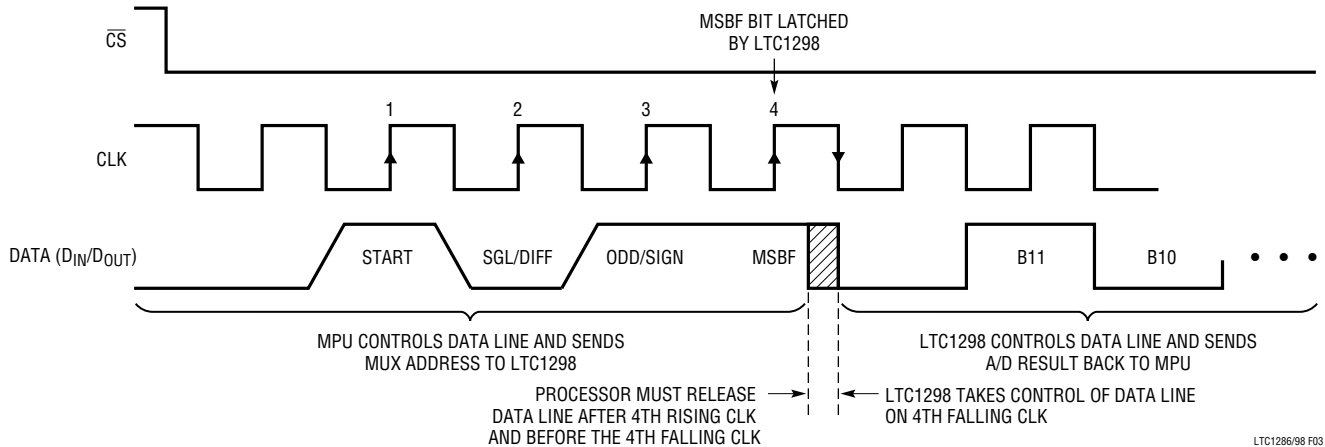 MSBF BIT LATCHED
BY LTC1298
CS
1 2 3 4
CLK
DATA (DIN/DOUT)
START SGL/DIFF ODD/SIGN MSBF B11 B10 • • •
MPU CONTROLS DATA LINE AND SENDS
MUX ADDRESS TO LTC1298
LTC1298 CONTROLS DATA LINE AND SENDS
A/D RESULT BACK TO MPU
PROCESSOR MUST RELEASE
DATA LINE AFTER 4TH RISING CLK
AND BEFORE THE 4TH FALLING CLK
LTC1298 TAKES CONTROL OF DATA LINE
ON 4TH FALLING CLK
LTC1286/98 F03